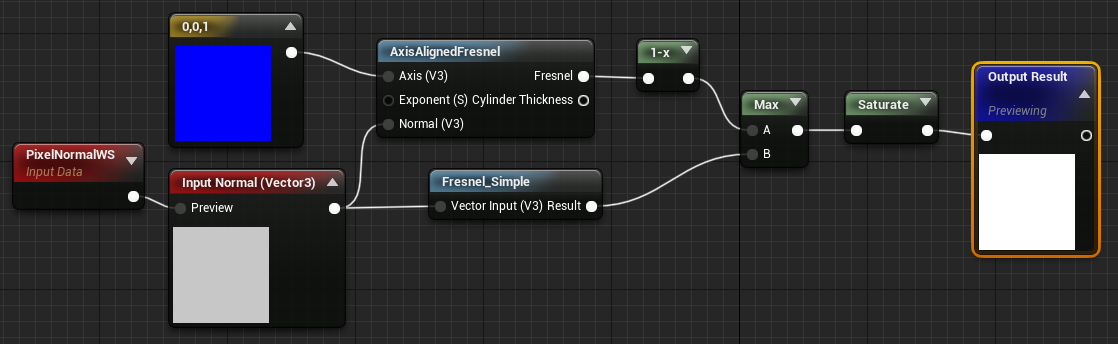 0,0,1
AxisAlignedFresnel
Axis (V3) Fresnel
Exponent (S) Cylinder Thickness
Normal (V3)
1-x
Max
A
B
Saturate
Output Result
Previewing
PixelNormalWS
Input Data
Input Normal (Vector3)
Preview
Fresnel_Simple
Vector Input (V3) Result